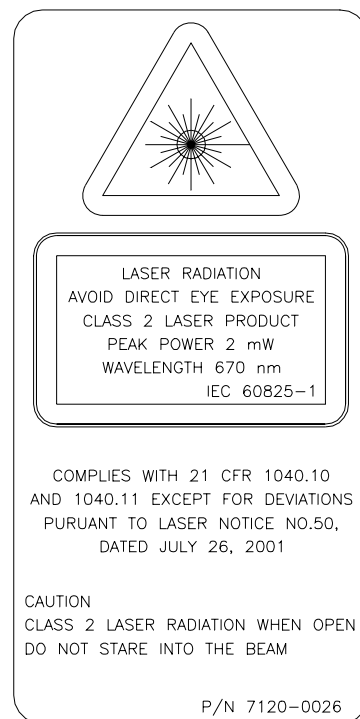 LASER RADIATION
AVOID DIRECT EYE EXPOSURE
CLASS 2 LASER PRODUCT
PEAK POWER 2 mW
WAVELENGTH 670 nm
IEC 60825-1
COMPLIES WITH 21 CFR 1040.10
AND 1040.11 EXCEPT FOR DEVIATIONS
PURUANT TO LASER NOTICE NO.50,
DATED JULY 26, 2001
CAUTION
CLASS 2 LASER RADIATION WHEN OPEN
DO NOT STARE INTO THE BEAM
P/N 7120-0026